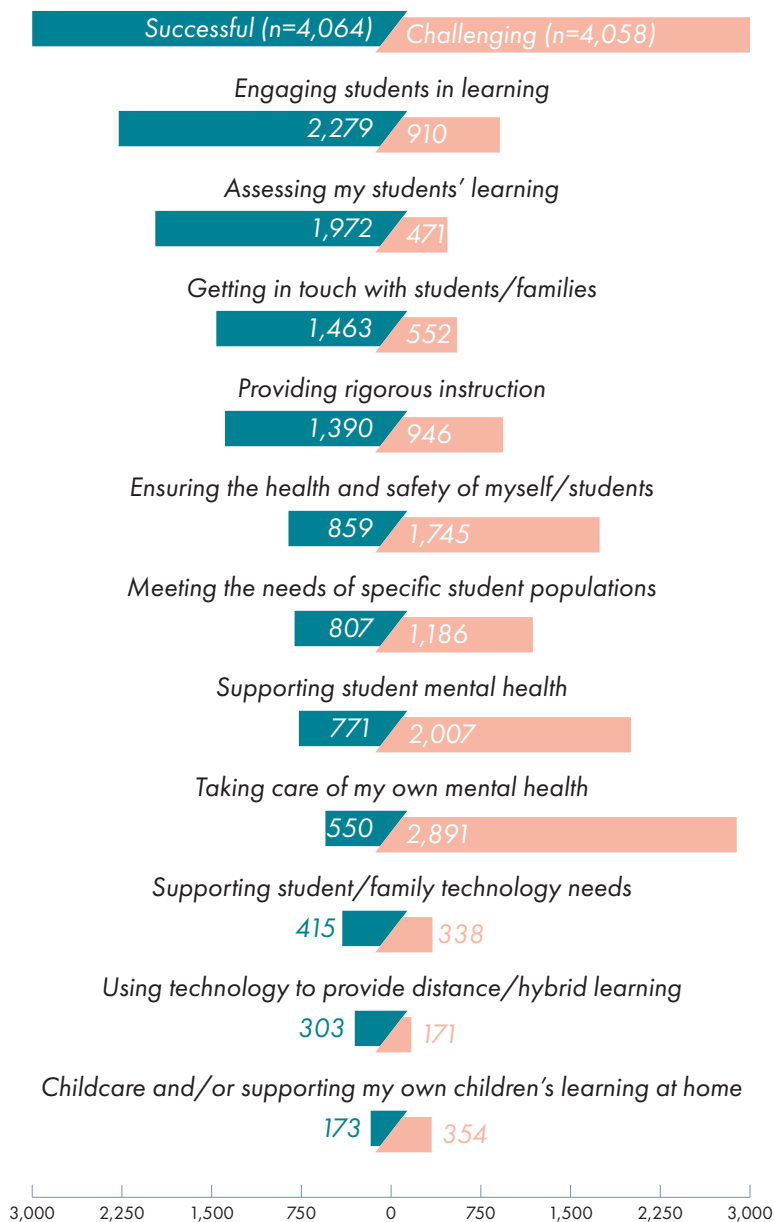 Successful (n=4,064) Challenging (n=4,058)
Engaging students in learning
2,279 910
Assessing my students’ learning
1,972 471
Getting in touch with students/families
1,463 552
Providing rigorous instruction
1,390 946
Ensuring the health and safety of myself/students
859 1,745
Meeting the needs of specific student populations
807 1,186
Supporting student mental health
771 2,007
Taking care of my own mental health
550 2,891
Supporting student/family technology needs
415 338
Using technology to provide distance/hybrid learning
303 171
Childcare and/or supporting my own children’s learning at home
173 354
3,000 2,250 1,500 750 0 750 1,500 2,250 3,000